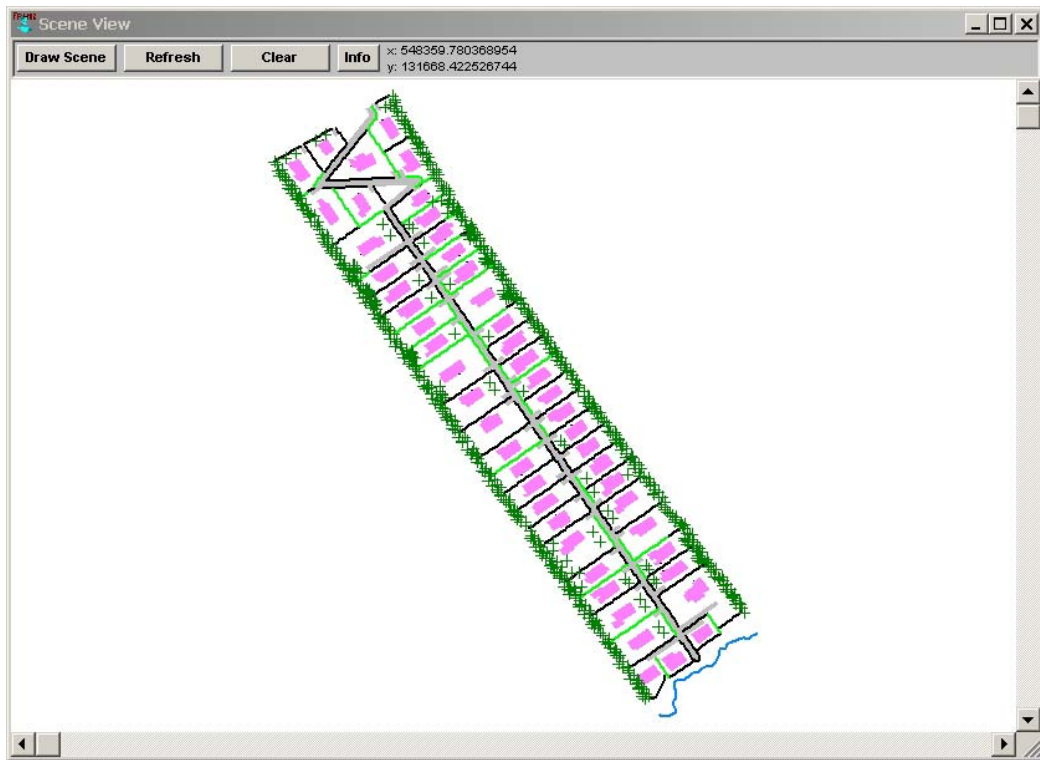 Scene View
Draw Scene Refresh Clear Info x: 548359.780368954
y: 131668.422526744